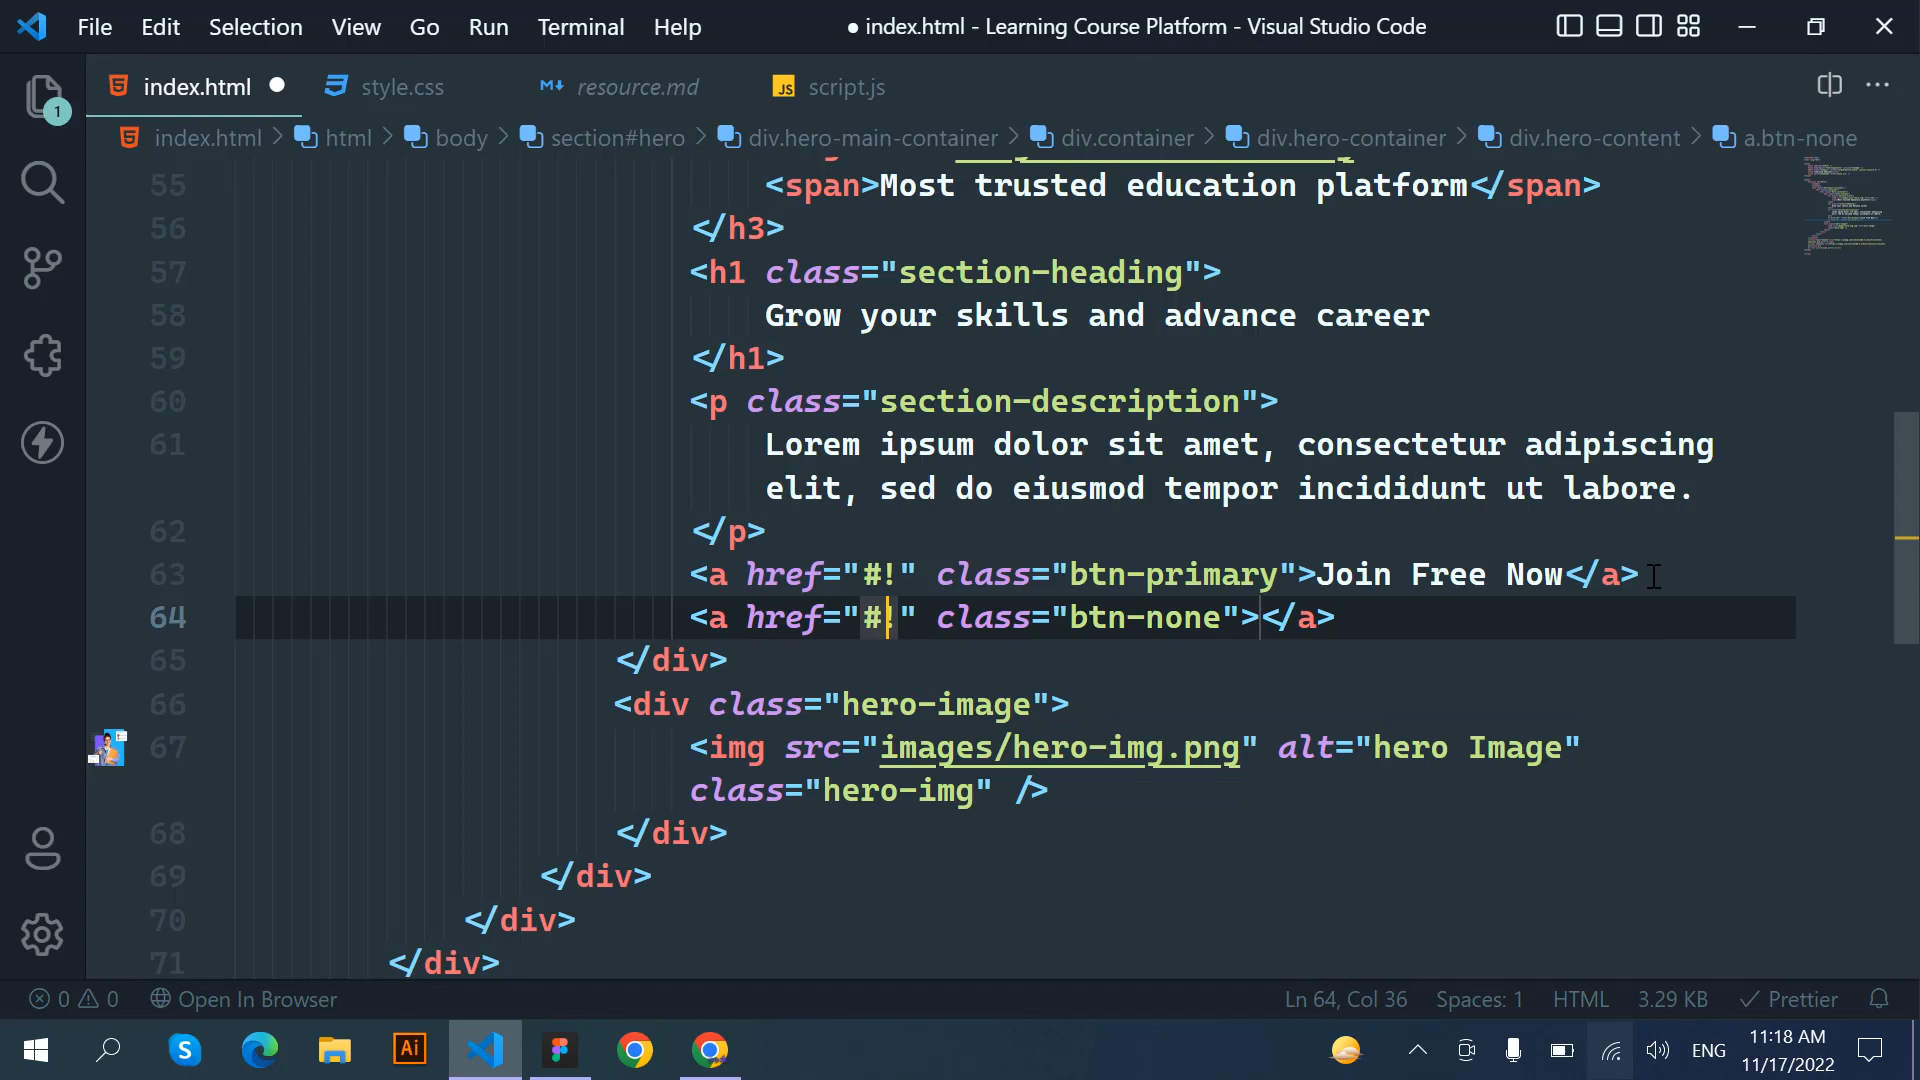 File Edit Selection View Go Run Terminal Help
● index.html - Learning Course Platform - Visual Studio Code
index.html ● style.css resource.md JS script.js
1
index.html > html > body > section#hero > div.hero-main-container > div.container > div.hero-container > div.hero-content > a.btn-none
55 <span>Most trusted education platform</span>
56 </h3>
57 <h1 class="section-heading">
58 Grow your skills and advance career
59 </h1>
60 <p class="section-description">
61 Lorem ipsum dolor sit amet, consectetur adipiscing
elit, sed do eiusmod tempor incididunt ut labore.
62 </p>
63 <a href="#!" class="btn-primary">Join Free Now</a>
64 <a href="#!" class="btn-none"></a>
65 </div>
66 <div class="hero-image">
67 <img src="images/hero-img.png" alt="hero Image"
class="hero-img" />
68 </div>
69 </div>
70 </div>
71 </div>
0 0 Open In Browser Ln 64, Col 36 Spaces: 1 HTML 3.29 KB Prettier
S Ai ENG 11:18 AM
11/17/2022